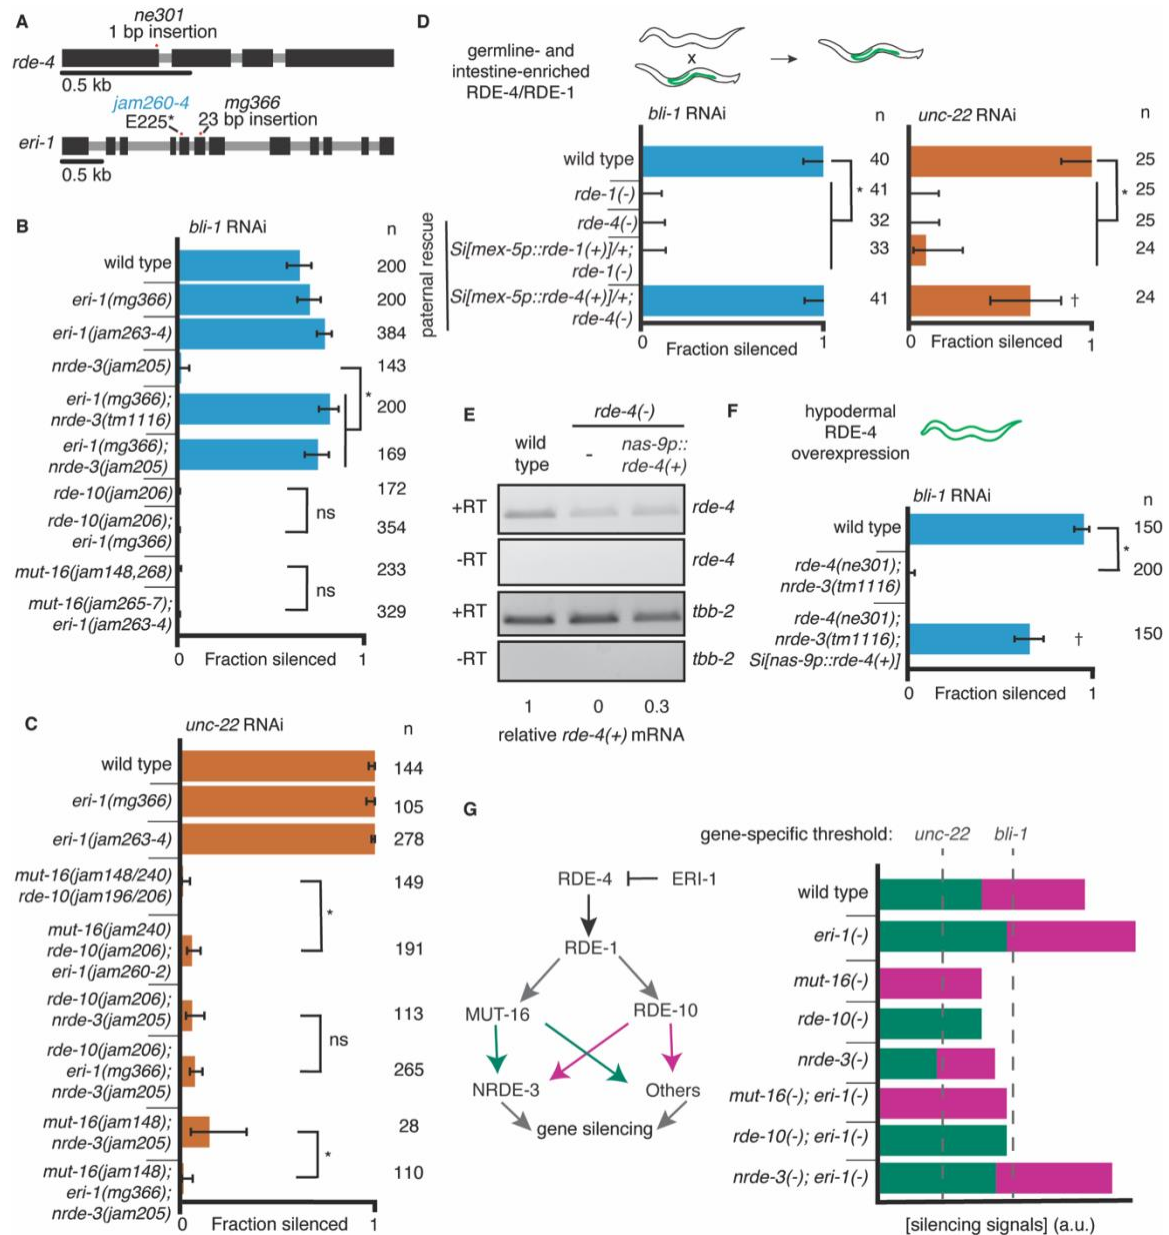 A
ne301
1 bp insertion
rde-4
0.5 kb
jam260-4
mg366
E225*
23 bp insertion
eri-1
0.5 kb
B
bli-1 RNAi
n
wild type
200
eri-1(mg366)
200
eri-1(jam263-4)
384
nrde-3(jam205)
143
*
eri-1(mg366);
nrde-3(tm1116)
200
eri-1(mg366);
nrde-3(jam205)
169
rde-10(jam206)
172
ns
rde-10(jam206);
eri-1(mg366)
354
mut-16(jam148,268)
233
ns
mut-16(jam265-7);
eri-1(jam263-4)
329
0
Fraction silenced
1
C
unc-22 RNAi
n
wild type
144
eri-1(mg366)
105
eri-1(jam263-4)
278
mut-16(jam148/240)
rde-10(jam196/206)
149
*
mut-16(jam240)
rde-10(jam206);
eri-1(jam260-2)
191
rde-10(jam206);
nrde-3(jam205)
113
ns
rde-10(jam206);
eri-1(mg366);
nrde-3(jam205)
265
mut-16(jam148);
nrde-3(jam205)
28
*
mut-16(jam148);
eri-1(mg366);
nrde-3(jam205)
110
0
Fraction silenced
1
D
germline- and
intestine-enriched
RDE-4/RDE-1
x
bli-1 RNAi
n
unc-22 RNAi
n
wild type
40
25
rde-1(-)
* 41
* 25
rde-4(-)
32
25
paternal rescue
Si[mex-5p::rde-1(+)]/+;
rde-1(-)
33
24
Si[mex-5p::rde-4(+)]/+;
rde-4(-)
41
†
24
0
Fraction silenced
1
0
Fraction silenced
1
E
rde-4(-)
wild
type
-
nas-9p::
rde-4(+)
+RT
rde-4
-RT
rde-4
+RT
tbb-2
-RT
tbb-2
1
0
0.3
relative rde-4(+) mRNA
F
hypodermal
RDE-4
overexpression
bli-1 RNAi
n
wild type
150
*
rde-4(ne301);
nrde-3(tm1116)
200
rde-4(ne301);
nrde-3(tm1116);
Si[nas-9p::rde-4(+)]
†
150
0
Fraction silenced
1
G
RDE-4
ERI-1
RDE-1
MUT-16
RDE-10
NRDE-3
Others
gene silencing
gene-specific threshold:
unc-22
bli-1
wild type
eri-1(-)
mut-16(-)
rde-10(-)
nrde-3(-)
mut-16(-); eri-1(-)
rde-10(-); eri-1(-)
nrde-3(-); eri-1(-)
[silencing signals] (a.u.)